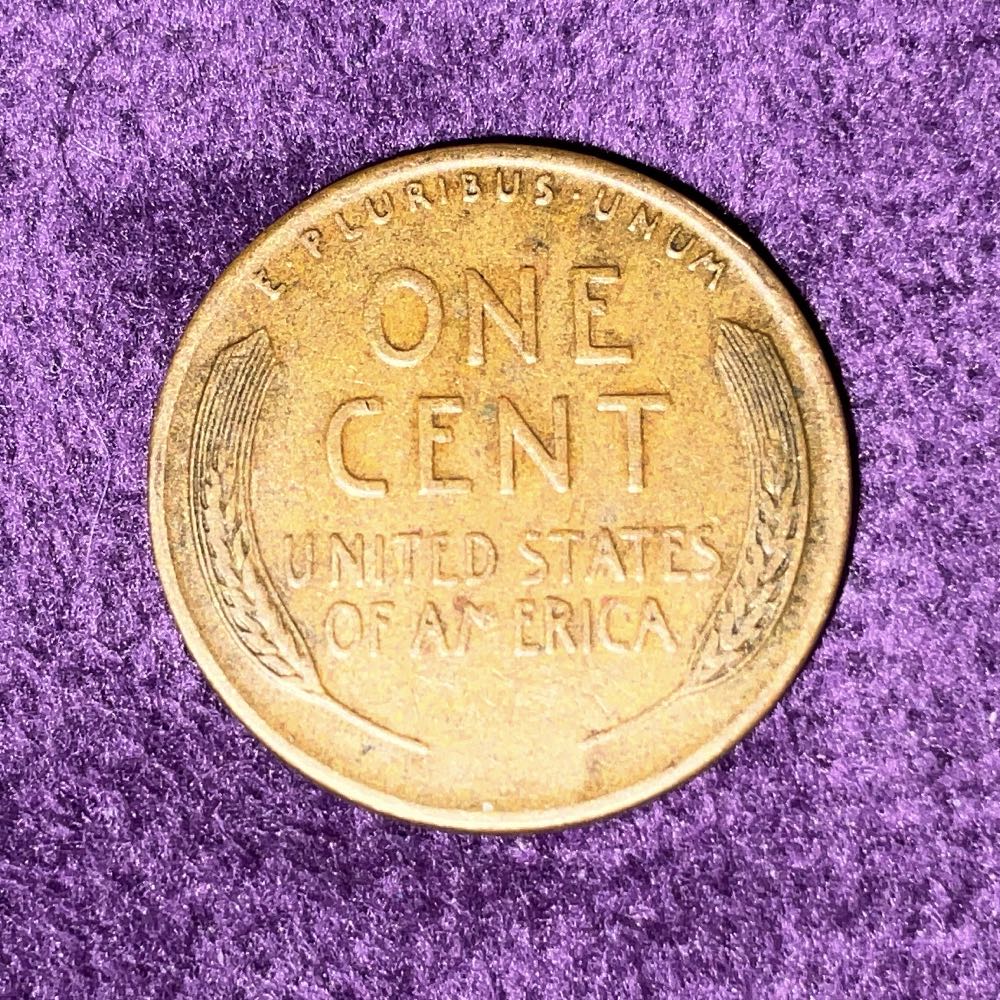 E·PLURIBUS·UNUM
ONE
CENT
UNITED STATES
OF AMERICA